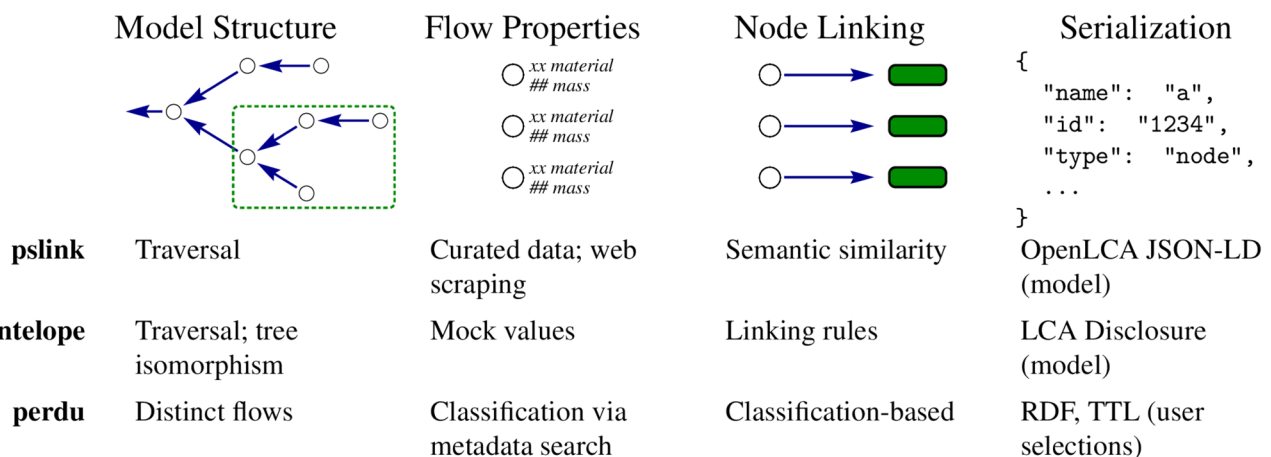 Model Structure Flow Properties Node Linking Serialization
xx material
## mass
xx material
## mass
xx material
## mass
{
"name": "a",
"id": "1234",
"type": "node",
...
}
pslink Traversal Curated data; web scraping Semantic similarity OpenLCA JSON-LD (model)
ntelope Traversal; tree isomorphism Mock values Linking rules LCA Disclosure (model)
perdu Distinct flows Classification via metadata search Classification-based RDF, TTL (user selections)